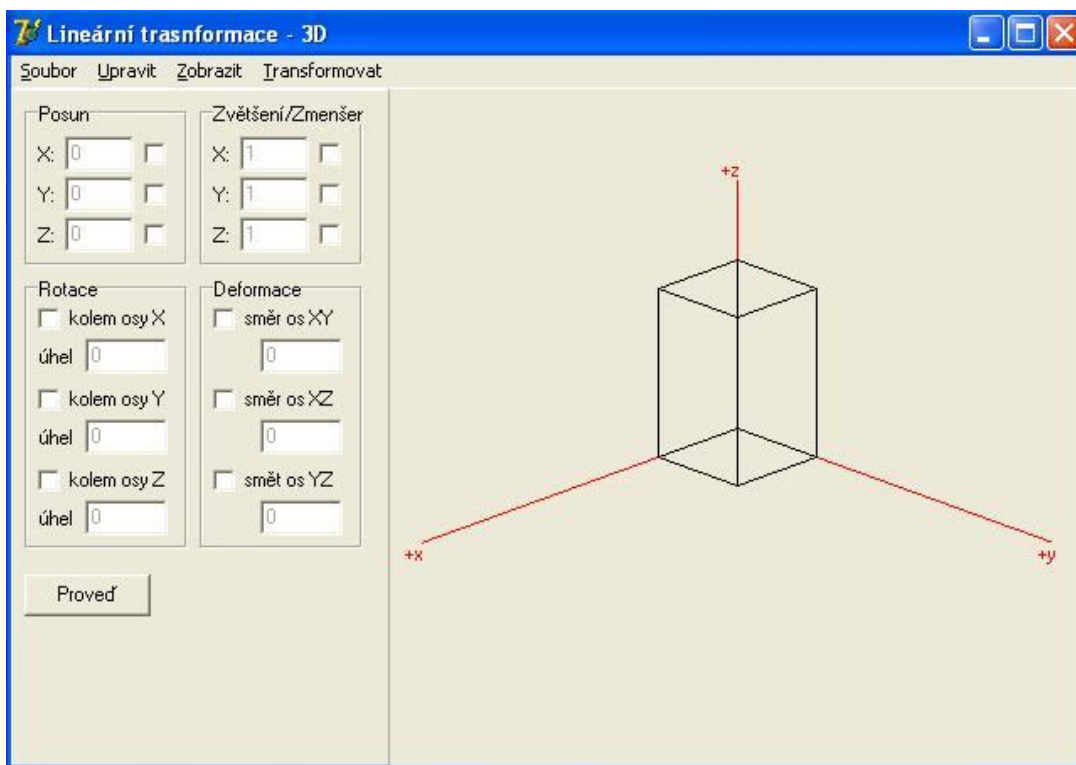 Lineární trasnformace - 3D
Soubor Upravit Zobrazit Transformovat
Posun
X: 0
Y: 0
Z: 0
Zvětšení/Zmenšer
X: 1
Y: 1
Z: 1
Rotace
kolem osy X
úhel 0
kolem osy Y
úhel 0
kolem osy Z
úhel 0
Deformace
směr os XY
0
směr os XZ
0
smět os YZ
0
Proveď
+z
+x
+y